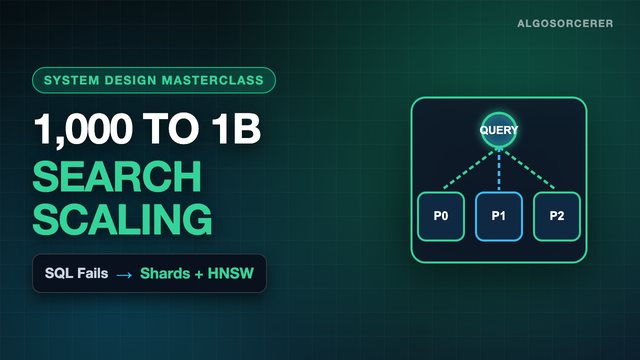 ALGOSORCERER
SYSTEM DESIGN MASTERCLASS
1,000 TO 1B
SEARCH
SCALING
SQL Fails → Shards + HNSW
QUERY
P0 P1 P2